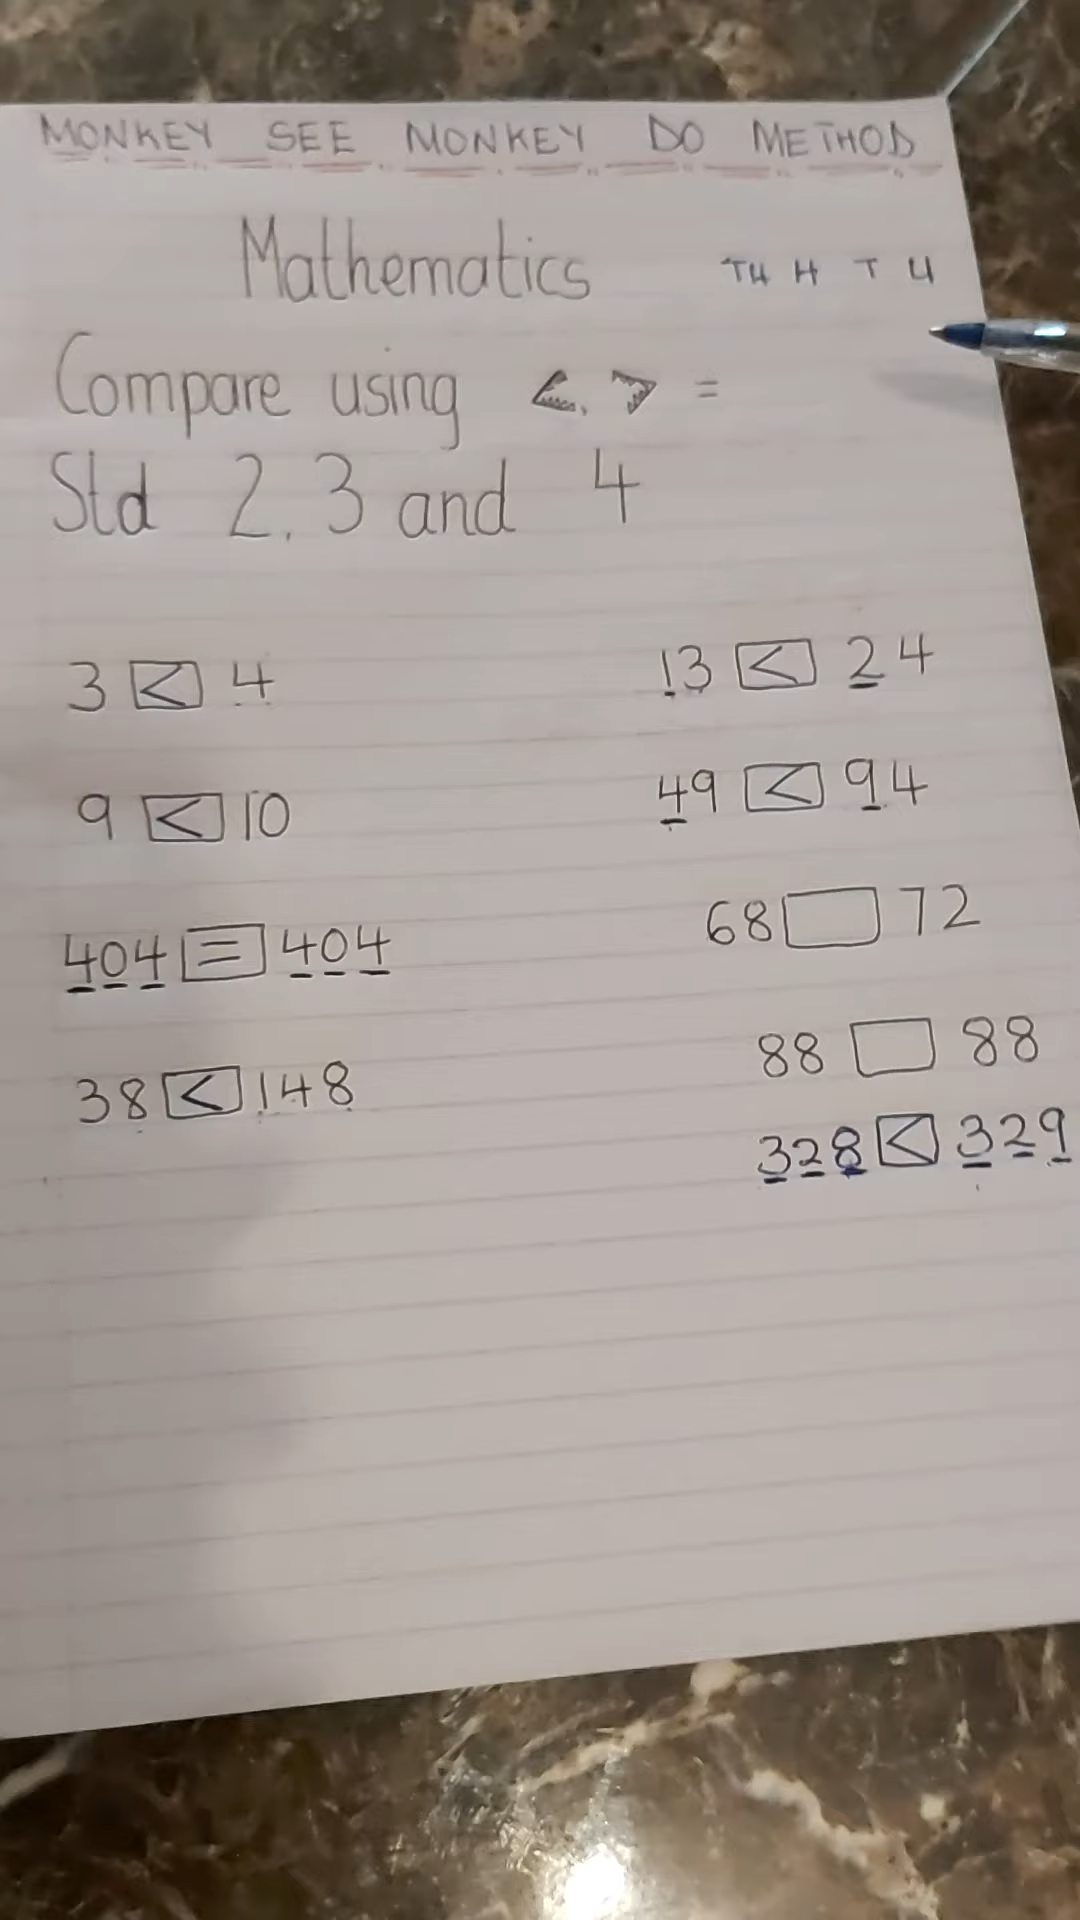 MONKEY SEE MONKEY DO METHOD
Mathematics
TH H T U
Compare using <, > =
Std 2, 3 and 4
3 < 4
13 < 24
9 < 10
49 < 94
404 = 404
68 72
38 < 148
88 88
328 < 329